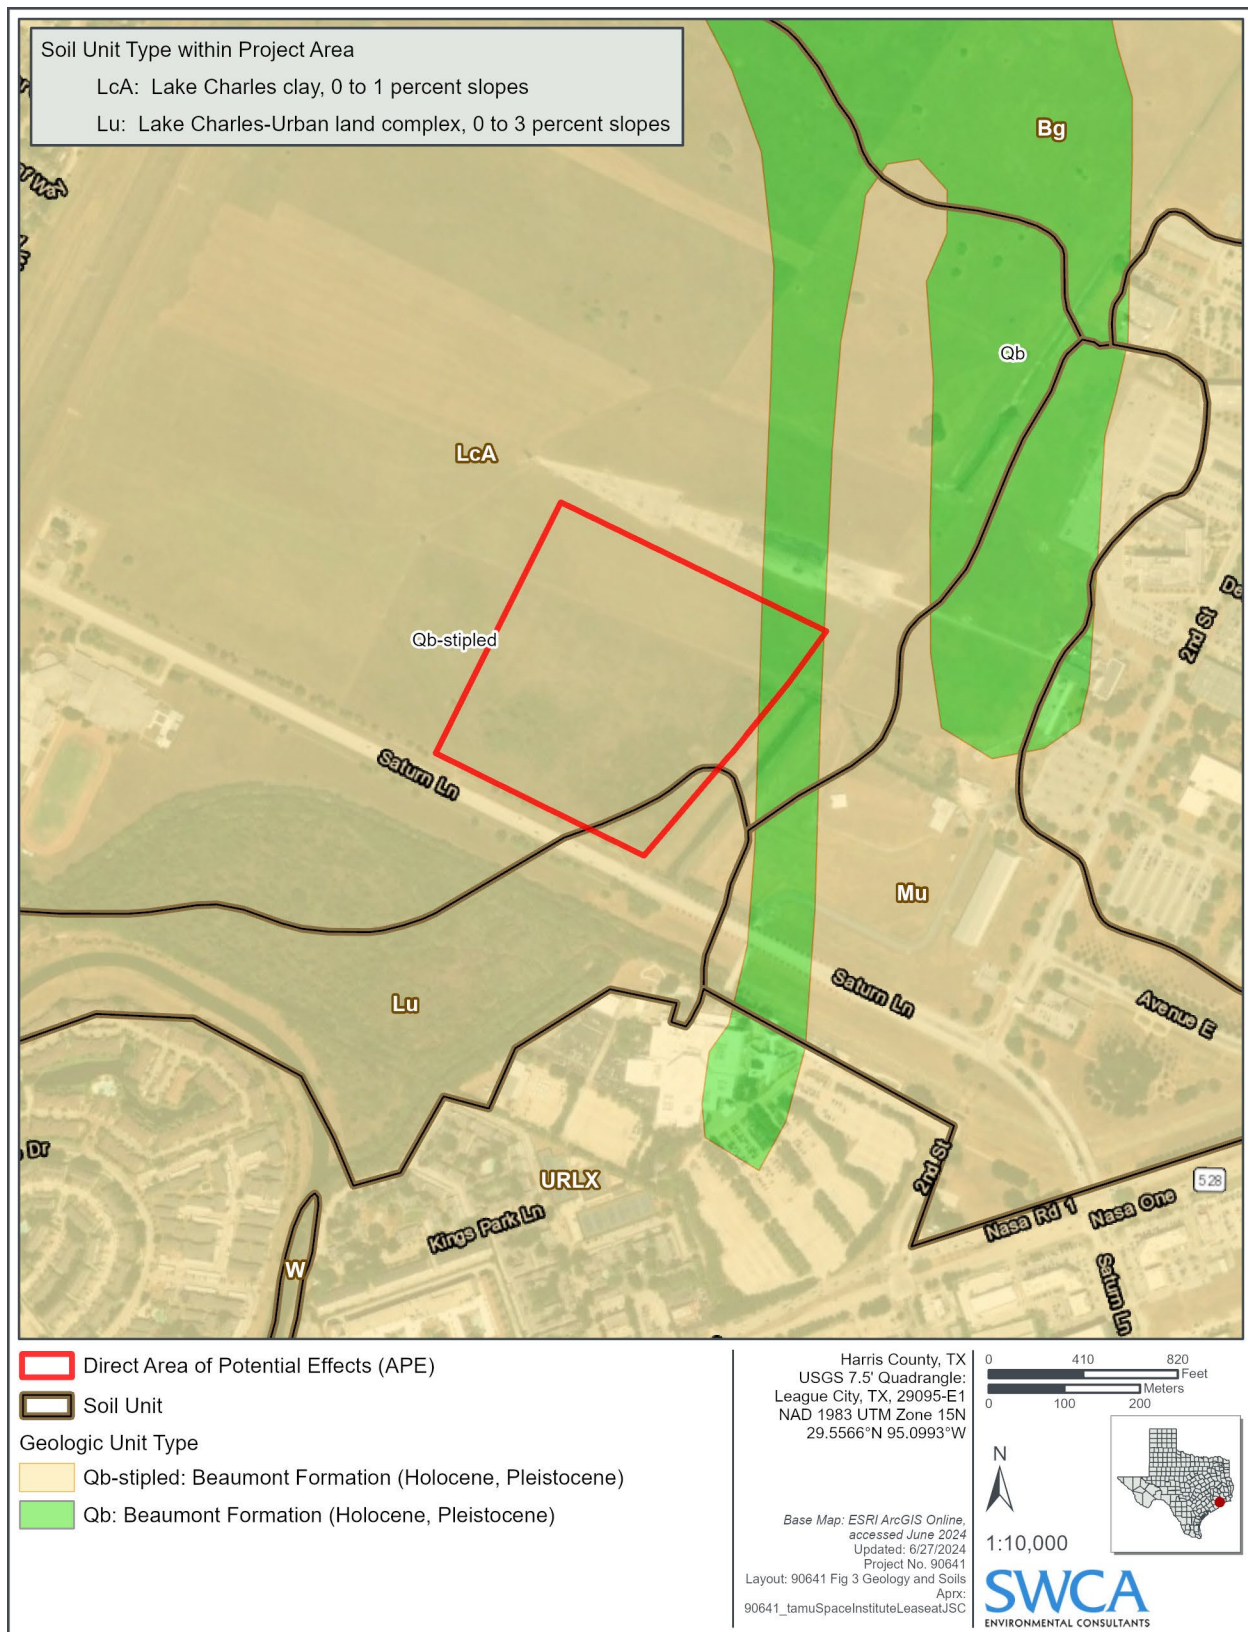 Soil Unit Type within Project Area
LcA: Lake Charles clay, 0 to 1 percent slopes
Lu: Lake Charles-Urban land complex, 0 to 3 percent slopes
Bg
Qb
LcA
2nd St
Qb-stipled
Saturn Ln
Mu
Saturn Ln
Avenue E
Lu
Dr
2nd St
URLX
528
Kings Park Ln
Nasa Rd 1
Nasa One
W
Saturn Ln
Direct Area of Potential Effects (APE)
Soil Unit
Geologic Unit Type
Qb-stipled: Beaumont Formation (Holocene, Pleistocene)
Qb: Beaumont Formation (Holocene, Pleistocene)
Harris County, TX
USGS 7.5' Quadrangle:
League City, TX, 29095-E1
NAD 1983 UTM Zone 15N
29.5566°N 95.0993°W
Base Map: ESRI ArcGIS Online,
accessed June 2024
Updated: 6/27/2024
Project No. 90641
Layout: 90641 Fig 3 Geology and Soils
Aprx:
90641_tamuSpaceInstituteLeaseatJSC
0 410 820
Feet
Meters
0 100 200
N
1:10,000
SWCA
ENVIRONMENTAL CONSULTANTS